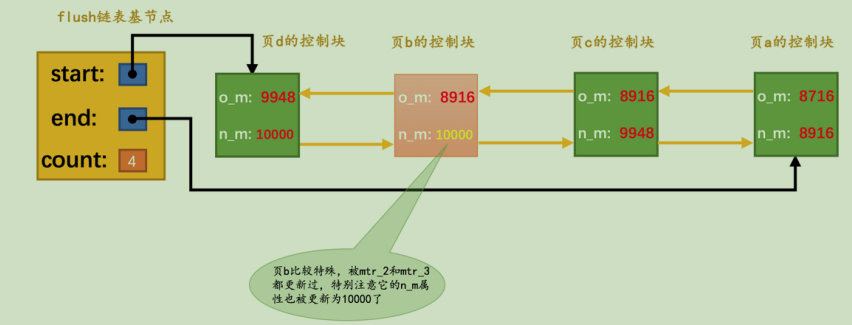 flush链表基节点
页d的控制块
页b的控制块
页c的控制块
页a的控制块
start:
end:
count: 4
o_m: 9948
n_m: 10000
o_m: 8916
n_m: 10000
o_m: 8916
n_m: 9948
o_m: 8716
n_m: 8916
页b比较特殊，被mtr_2和mtr_3
都更新过，特别注意它的n_m属
性也被更新为10000了